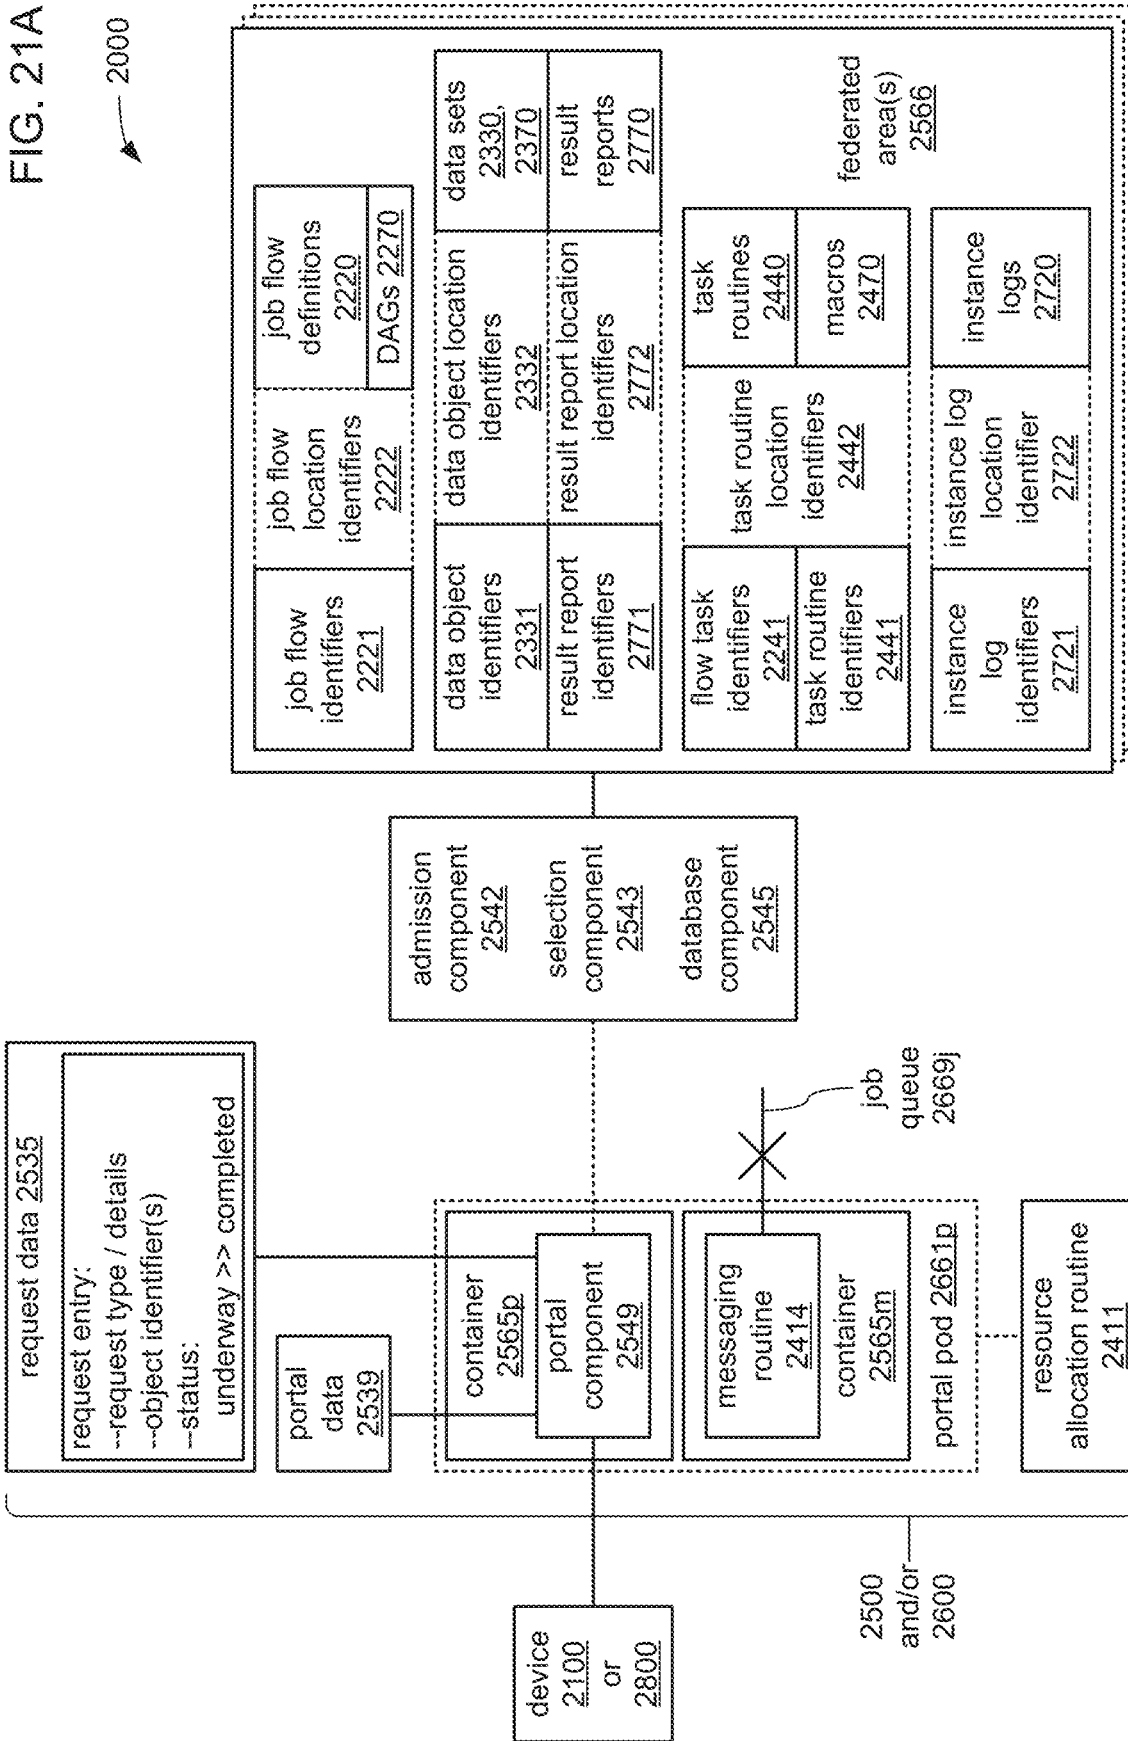 FIG. 21A
2000
request data 2535
request entry:
--request type / details
--object identifier(s)
--status:
underway >> completed
portal
data
2539
container
2565p
portal
component
2549
messaging
routine
2414
container
2565m
portal pod 2661p
resource
allocation routine
2411
device
2100
or
2800
2500
and/or
2600
job
queue
2669j
admission
component
2542
selection
component
2543
database
component
2545
job flow
identifiers
2221
job flow
location
identifiers
2222
job flow
definitions
2220
DAGs 2270
data object
identifiers
2331
data object location
identifiers
2332
data sets
2330,
2370
result report
identifiers
2771
result report location
identifiers
2772
result
reports
2770
flow task
identifiers
2241
task routine
identifiers
2441
task routine
location
identifiers
2442
task
routines
2440
macros
2470
federated
area(s)
2566
instance
log
identifiers
2721
instance log
location
identifier
2722
instance
logs
2720